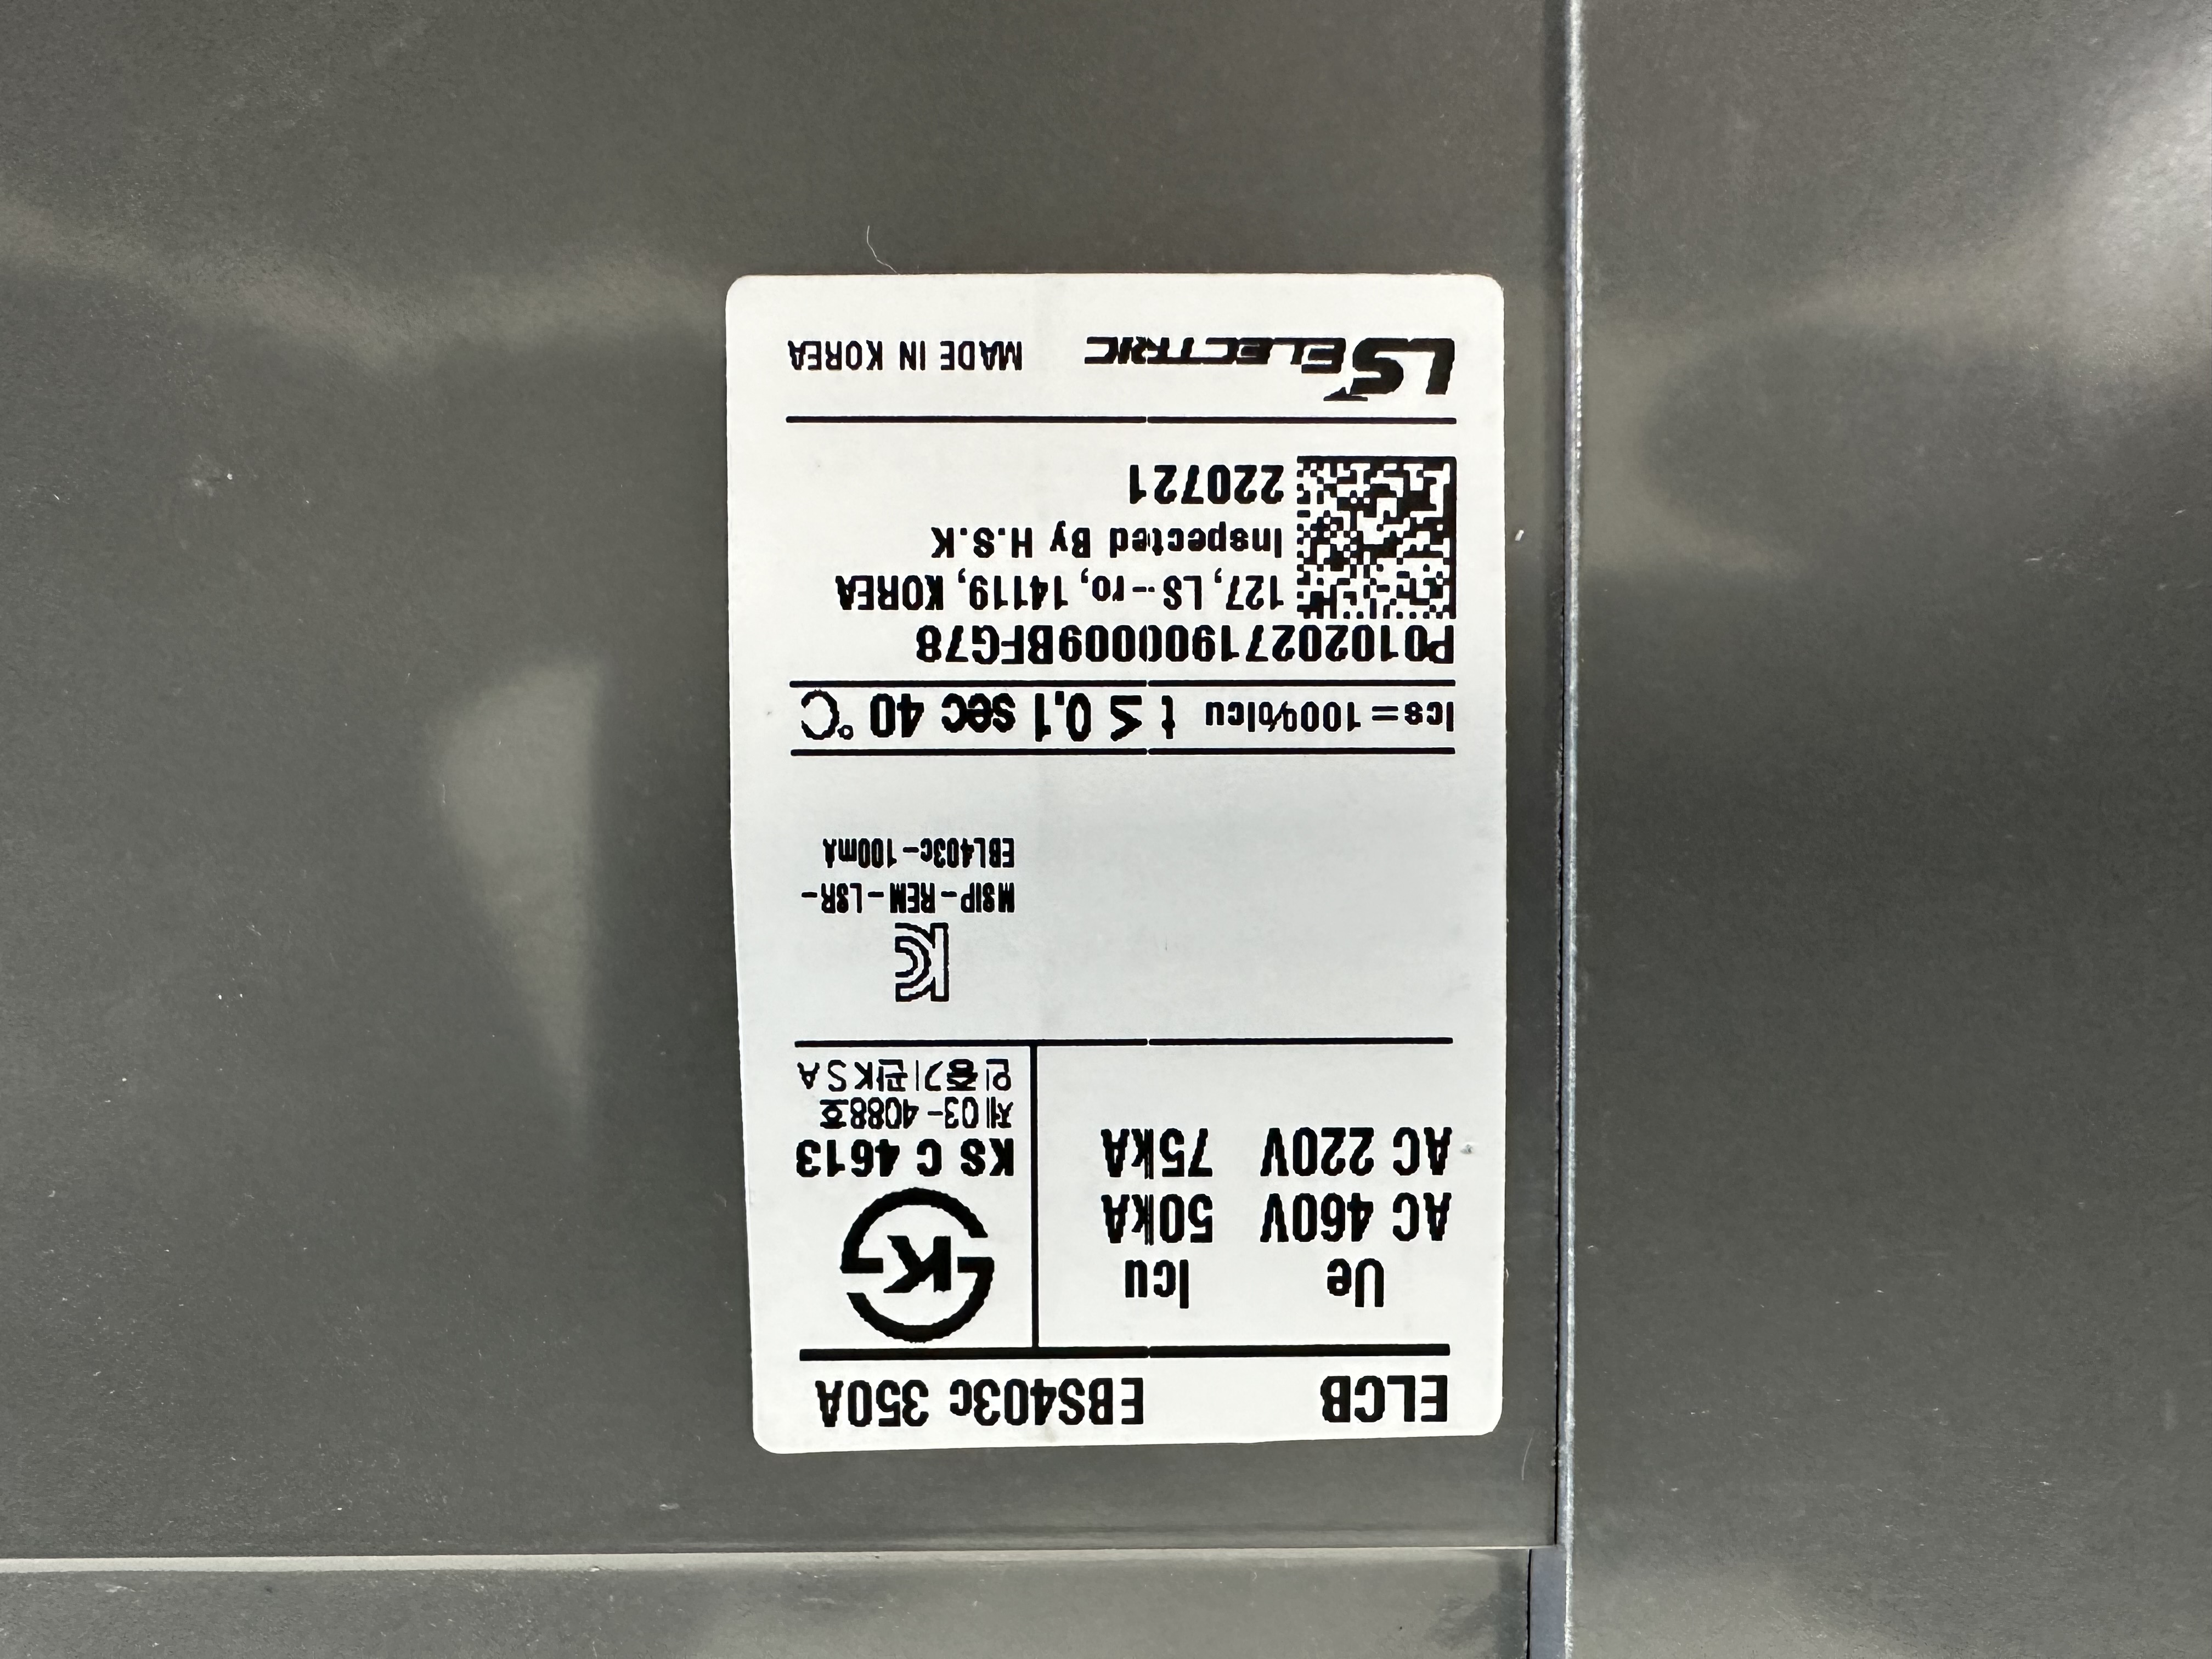 ELCB EBS403c 350A
Ue Icu
AC 460V 50kA
AC 220V 75kA
K
KS C 4613
제03-4088호
인증기관KSA
KC
MSIP-REM-LSR-
EBL403c-100mA
Ics=100%Icu t ≤ 0.1 sec 40 ℃
P01020271900009BFG78
127, LS-ro, 14119, KOREA
Inspected By H.S.K
220721
LS ELECTRIC MADE IN KOREA